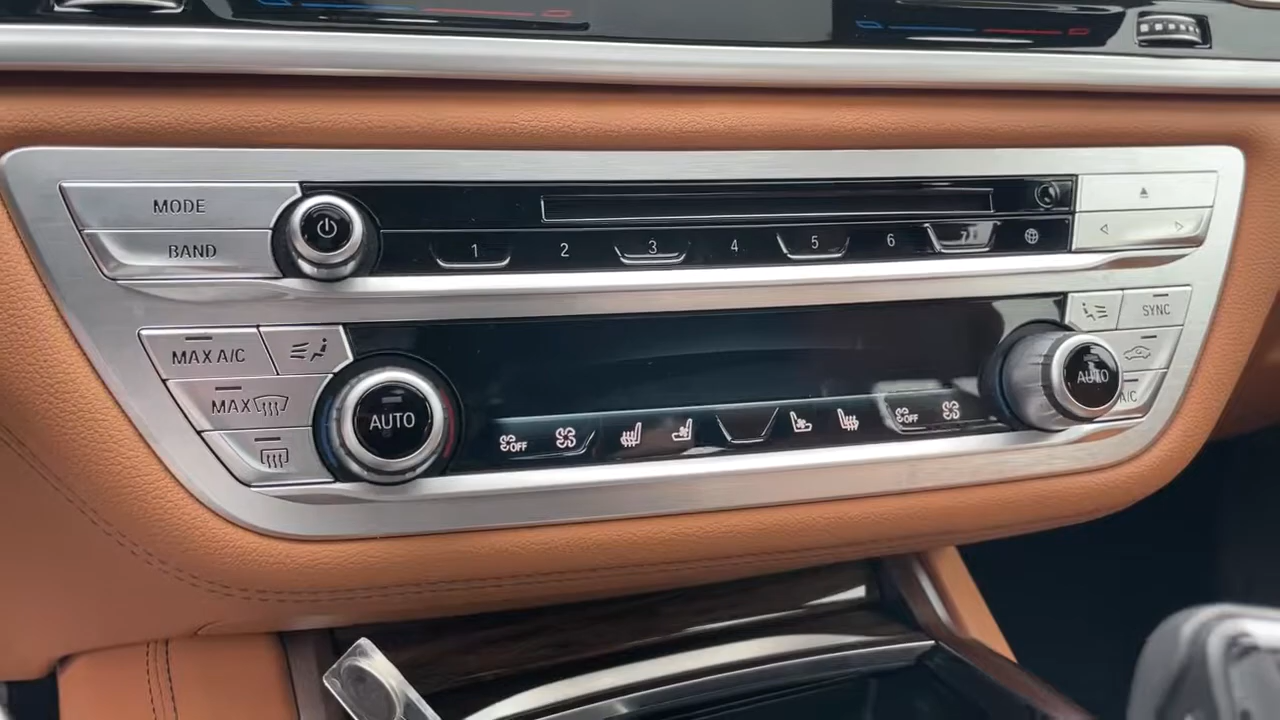 MODE
BAND
1 2 3 4 5 6 7
MAX A/C
SYNC
MAX
AUTO
AUTO
A/C
OFF
OFF